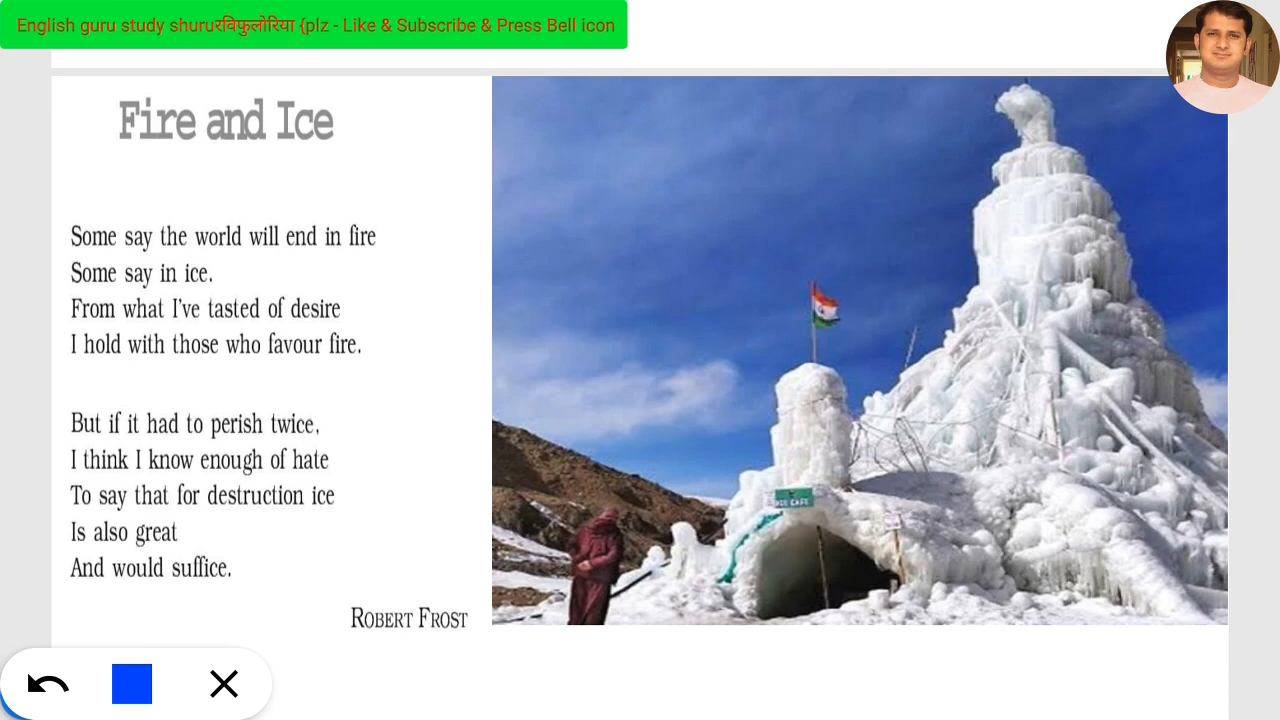 English guru study shuruरविफुलोरिया {plz - Like & Subscribe & Press Bell icon
Fire and Ice
Some say the world will end in fire
Some say in ice.
From what I've tasted of desire
I hold with those who favour fire.
But if it had to perish twice,
I think I know enough of hate
To say that for destruction ice
Is also great
And would suffice.
ROBERT FROST
CAFE